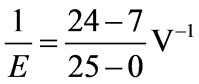 1/E = (24 − 7)/(25 − 0) V⁻¹